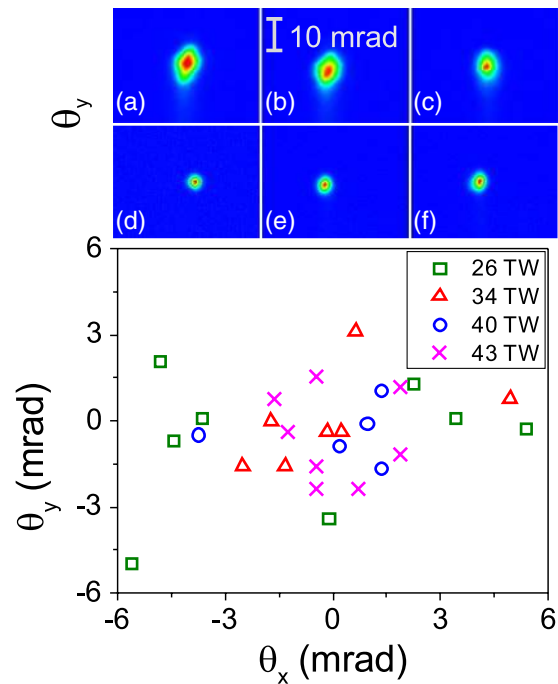 10 mrad
(a) (b) (c)
θy
(d) (e) (f)
6
26 TW
34 TW
3
40 TW
43 TW
0
θy (mrad)
-3
-6
-6 -3 0 3 6
θx (mrad)